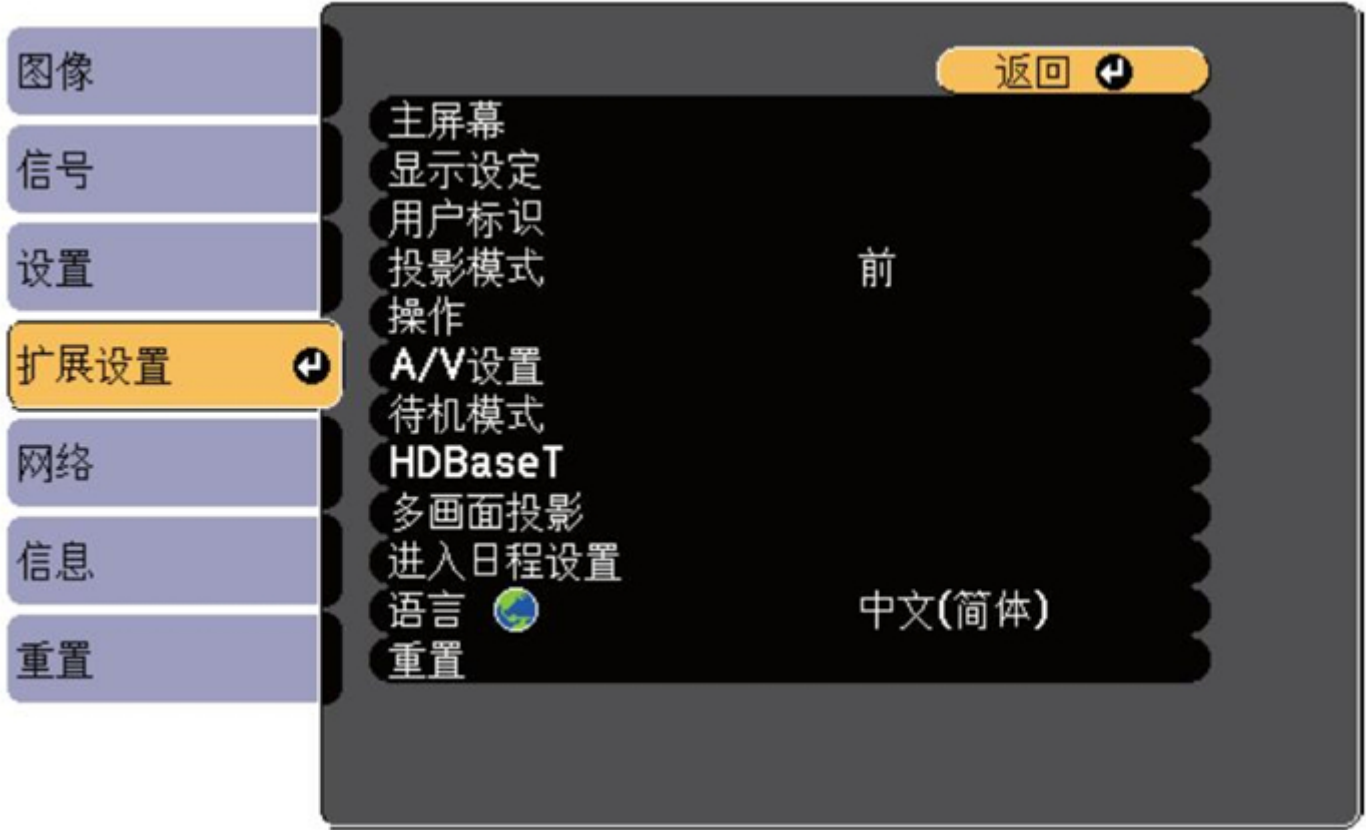 图像
信号
设置
扩展设置
网络
信息
重置
返回
主屏幕
显示设定
用户标识
投影模式 前
操作
A/V设置
待机模式
HDBaseT
多画面投影
进入日程设置
语言 中文(简体)
重置